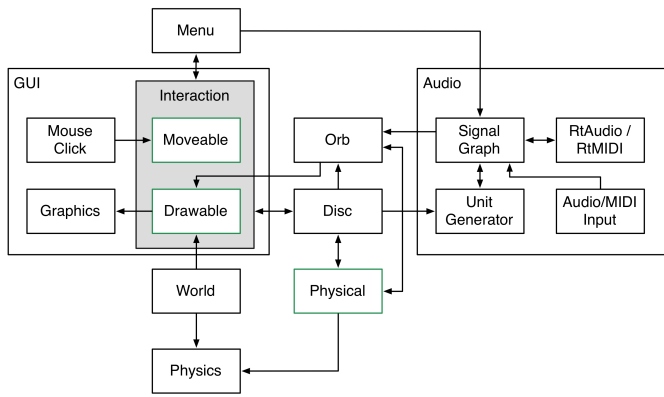 Menu
GUI
Interaction
Audio
Mouse
Click
Moveable
Orb
Signal
Graph
RtAudio /
RtMIDI
Graphics
Drawable
Disc
Unit
Generator
Audio/MIDI
Input
World
Physical
Physics